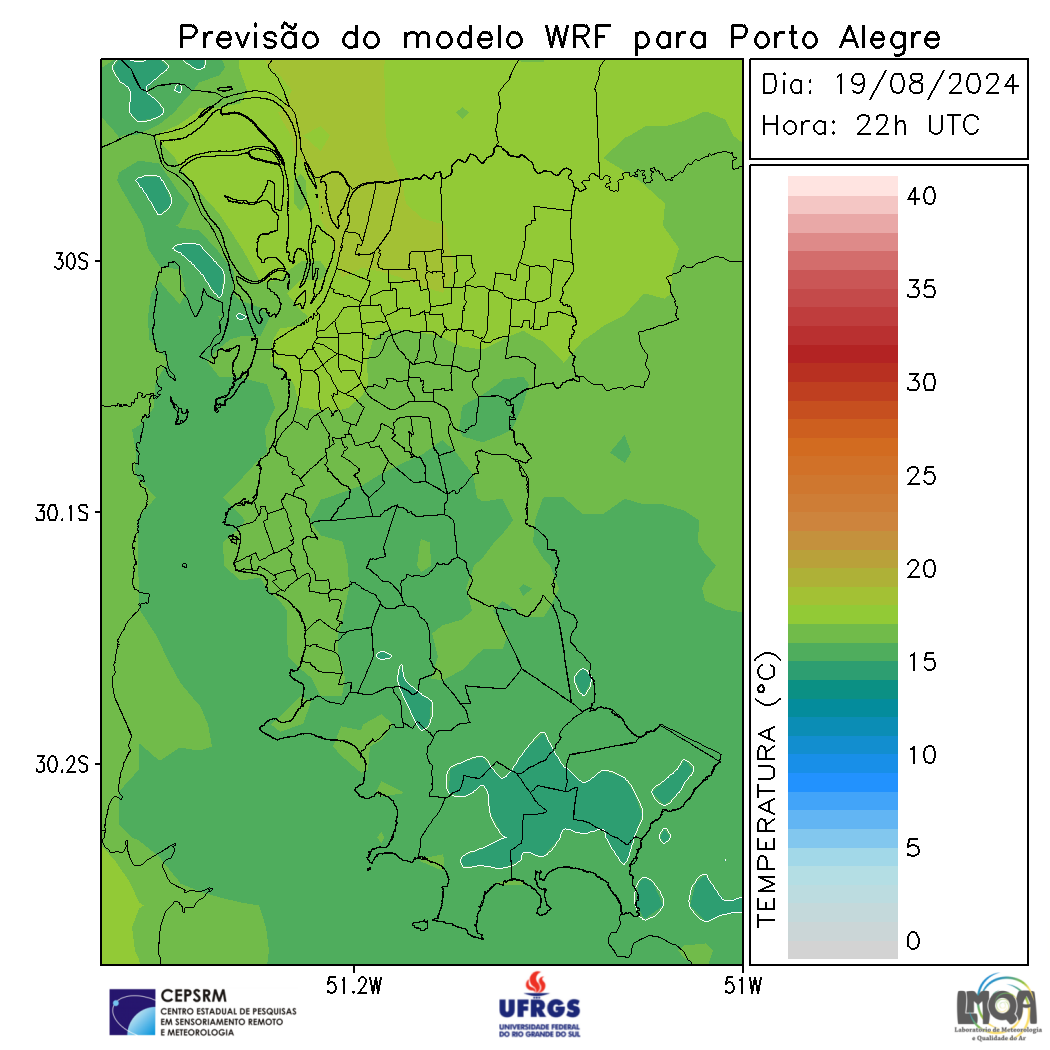 Previsão do modelo WRF para Porto Alegre
Dia: 19/08/2024
Hora: 22h UTC
30S
30.1S
30.2S
51.2W
51W
40
35
30
25
20
15
10
5
0
TEMPERATURA (°C)
CEPSRM
CENTRO ESTADUAL DE PESQUISAS
EM SENSORIAMENTO REMOTO
E METEOROLOGIA
UFRGS
UNIVERSIDADE FEDERAL
DO RIO GRANDE DO SUL
LMQA
Laboratório de Meteorologia
e Qualidade do Ar